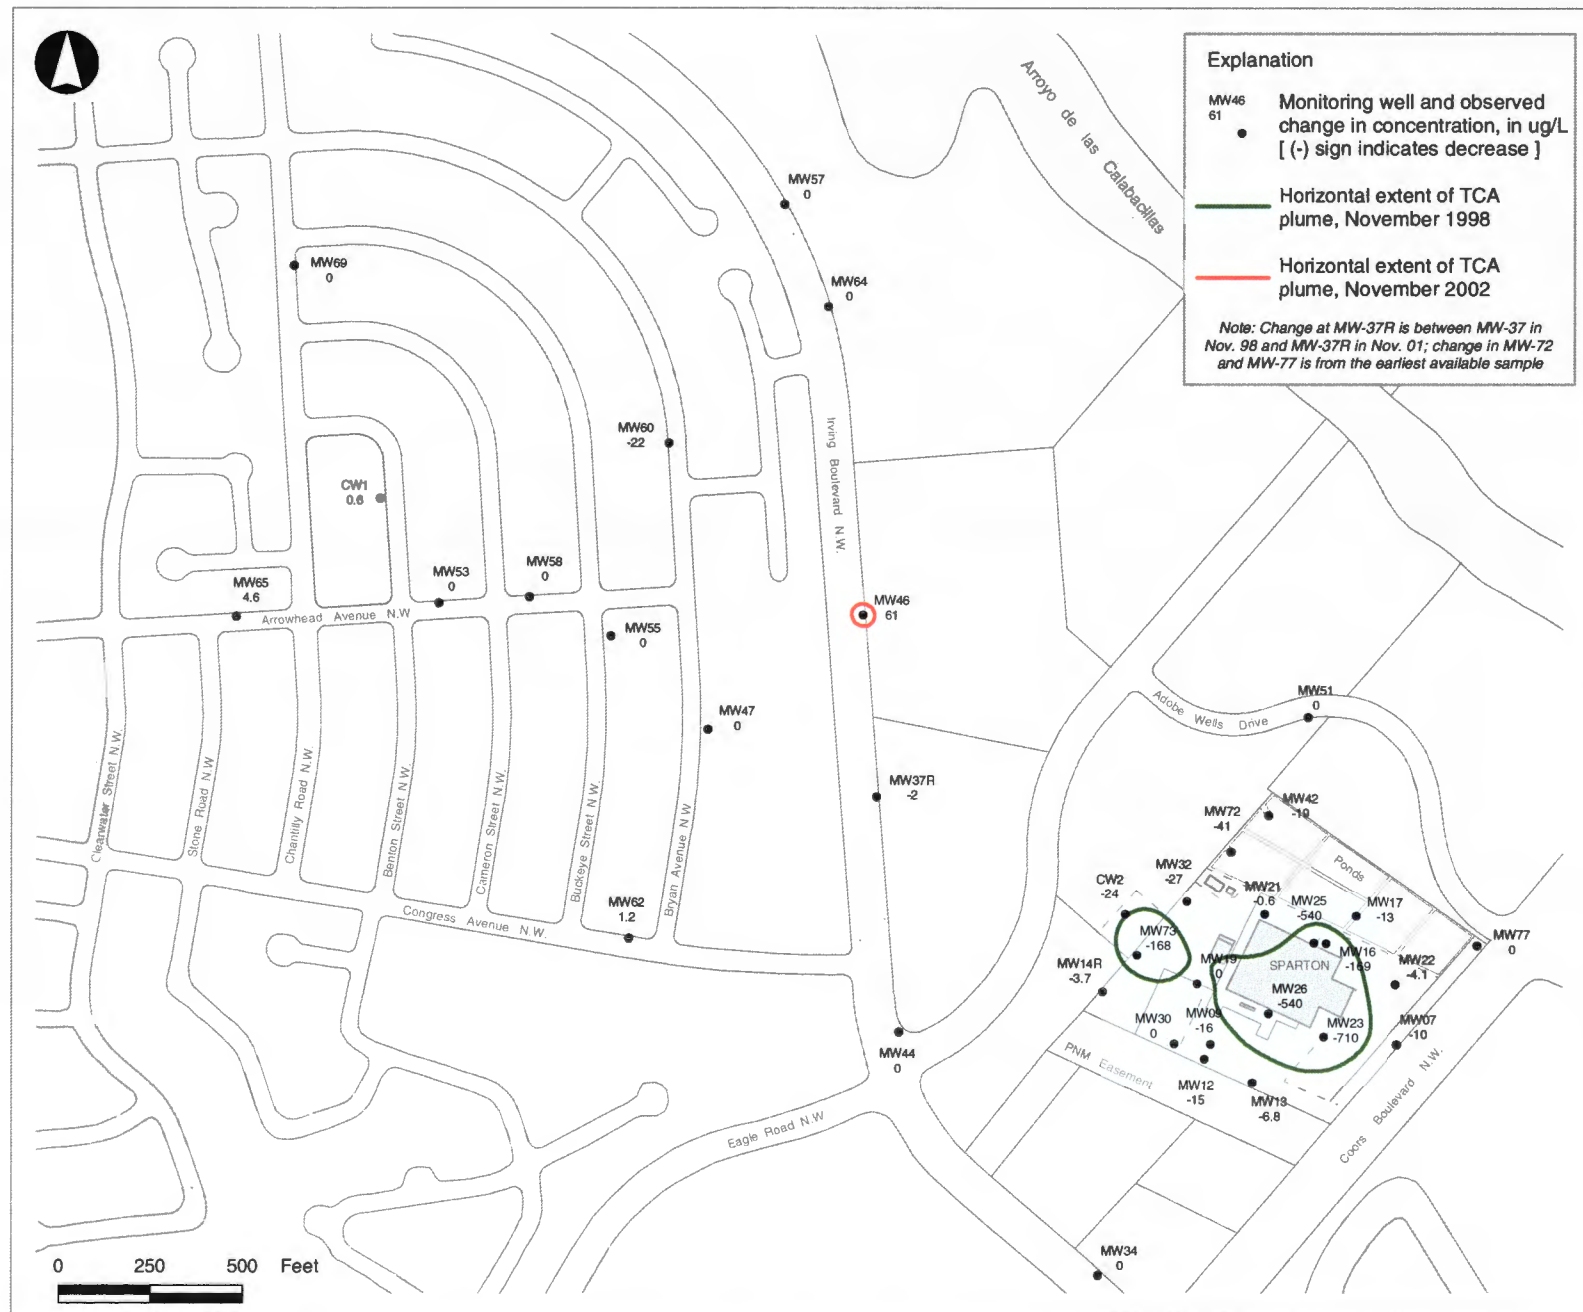 Explanation
MW46
61
Monitoring well and observed
change in concentration, in ug/L
[ (-) sign indicates decrease ]
Horizontal extent of TCA
plume, November 1998
Horizontal extent of TCA
plume, November 2002
Note: Change at MW-37R is between MW-37 in
Nov. 98 and MW-37R in Nov. 01; change in MW-72
and MW-77 is from the earliest available sample
Arroyo de las Calabacillas
MW57
0
MW69
0
MW64
0
MW60
-22
Irving Boulevard N.W.
CW1
0.6
MW65
4.6
MW53
0
MW58
0
Arrowhead Avenue N.W
MW46
61
MW55
0
MW51
0
Adobe Wells Drive
MW47
0
Clearwater Street N.W.
Stone Road N.W
Chantilly Road N.W
Benton Street N.W.
Cameron Street N.W.
Buckeye Street N.W.
Bryan Avenue N.W
MW37R
-2
MW42
-19
MW72
-41
Ponds
MW32
-27
CW2
-24
MW21
-0.6
MW25
-540
MW17
-13
MW62
1.2
Congress Avenue N.W.
MW73
-168
MW77
0
MW14R
-3.7
MW19
0
SPARTON
MW16
-169
MW22
-4.1
MW26
-540
MW30
0
MW09
-16
MW23
-710
MW07
-10
MW44
0
PNM Easement
MW12
-15
MW13
-6.8
Eagle Road N.W
Coors Boulevard N.W.
MW34
0
0 250 500 Feet